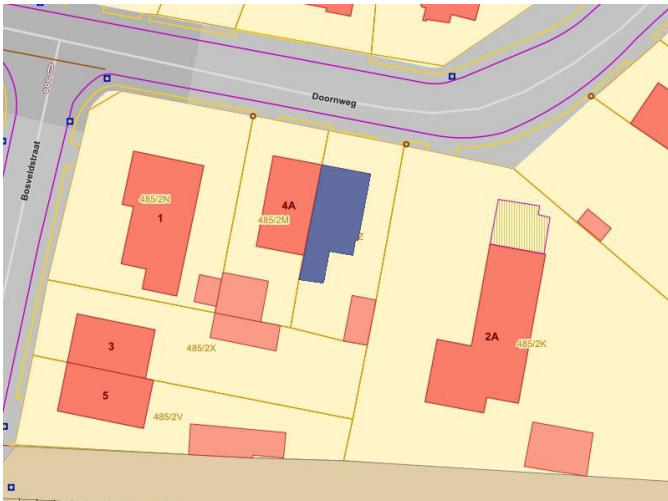 Doornweg
Bosveldstraat
485/2N
1
4A
485/2M
Z
2A
485/2K
3
485/2X
5
485/2V